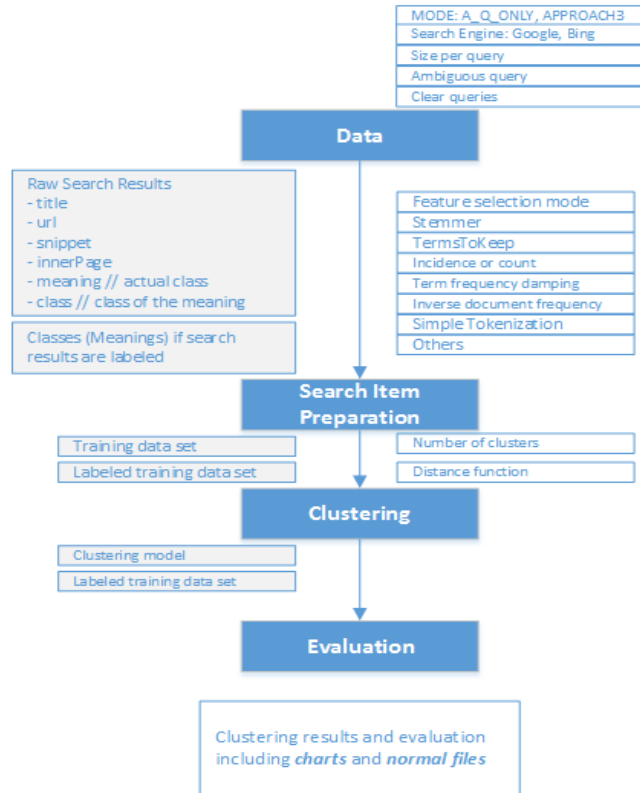 MODE: A_Q_ONLY, APPROACH3
Search Engine: Google, Bing
Size per query
Ambiguous query
Clear queries
Data
Raw Search Results
- title
- url
- snippet
- innerPage
- meaning // actual class
- class // class of the meaning
Classes (Meanings) if search
results are labeled
Feature selection mode
Stemmer
TermsToKeep
Incidence or count
Term frequency damping
Inverse document frequency
Simple Tokenization
Others
Search Item
Preparation
Training data set
Labeled training data set
Number of clusters
Distance function
Clustering
Clustering model
Labeled training data set
Evaluation
Clustering results and evaluation
including charts and normal files